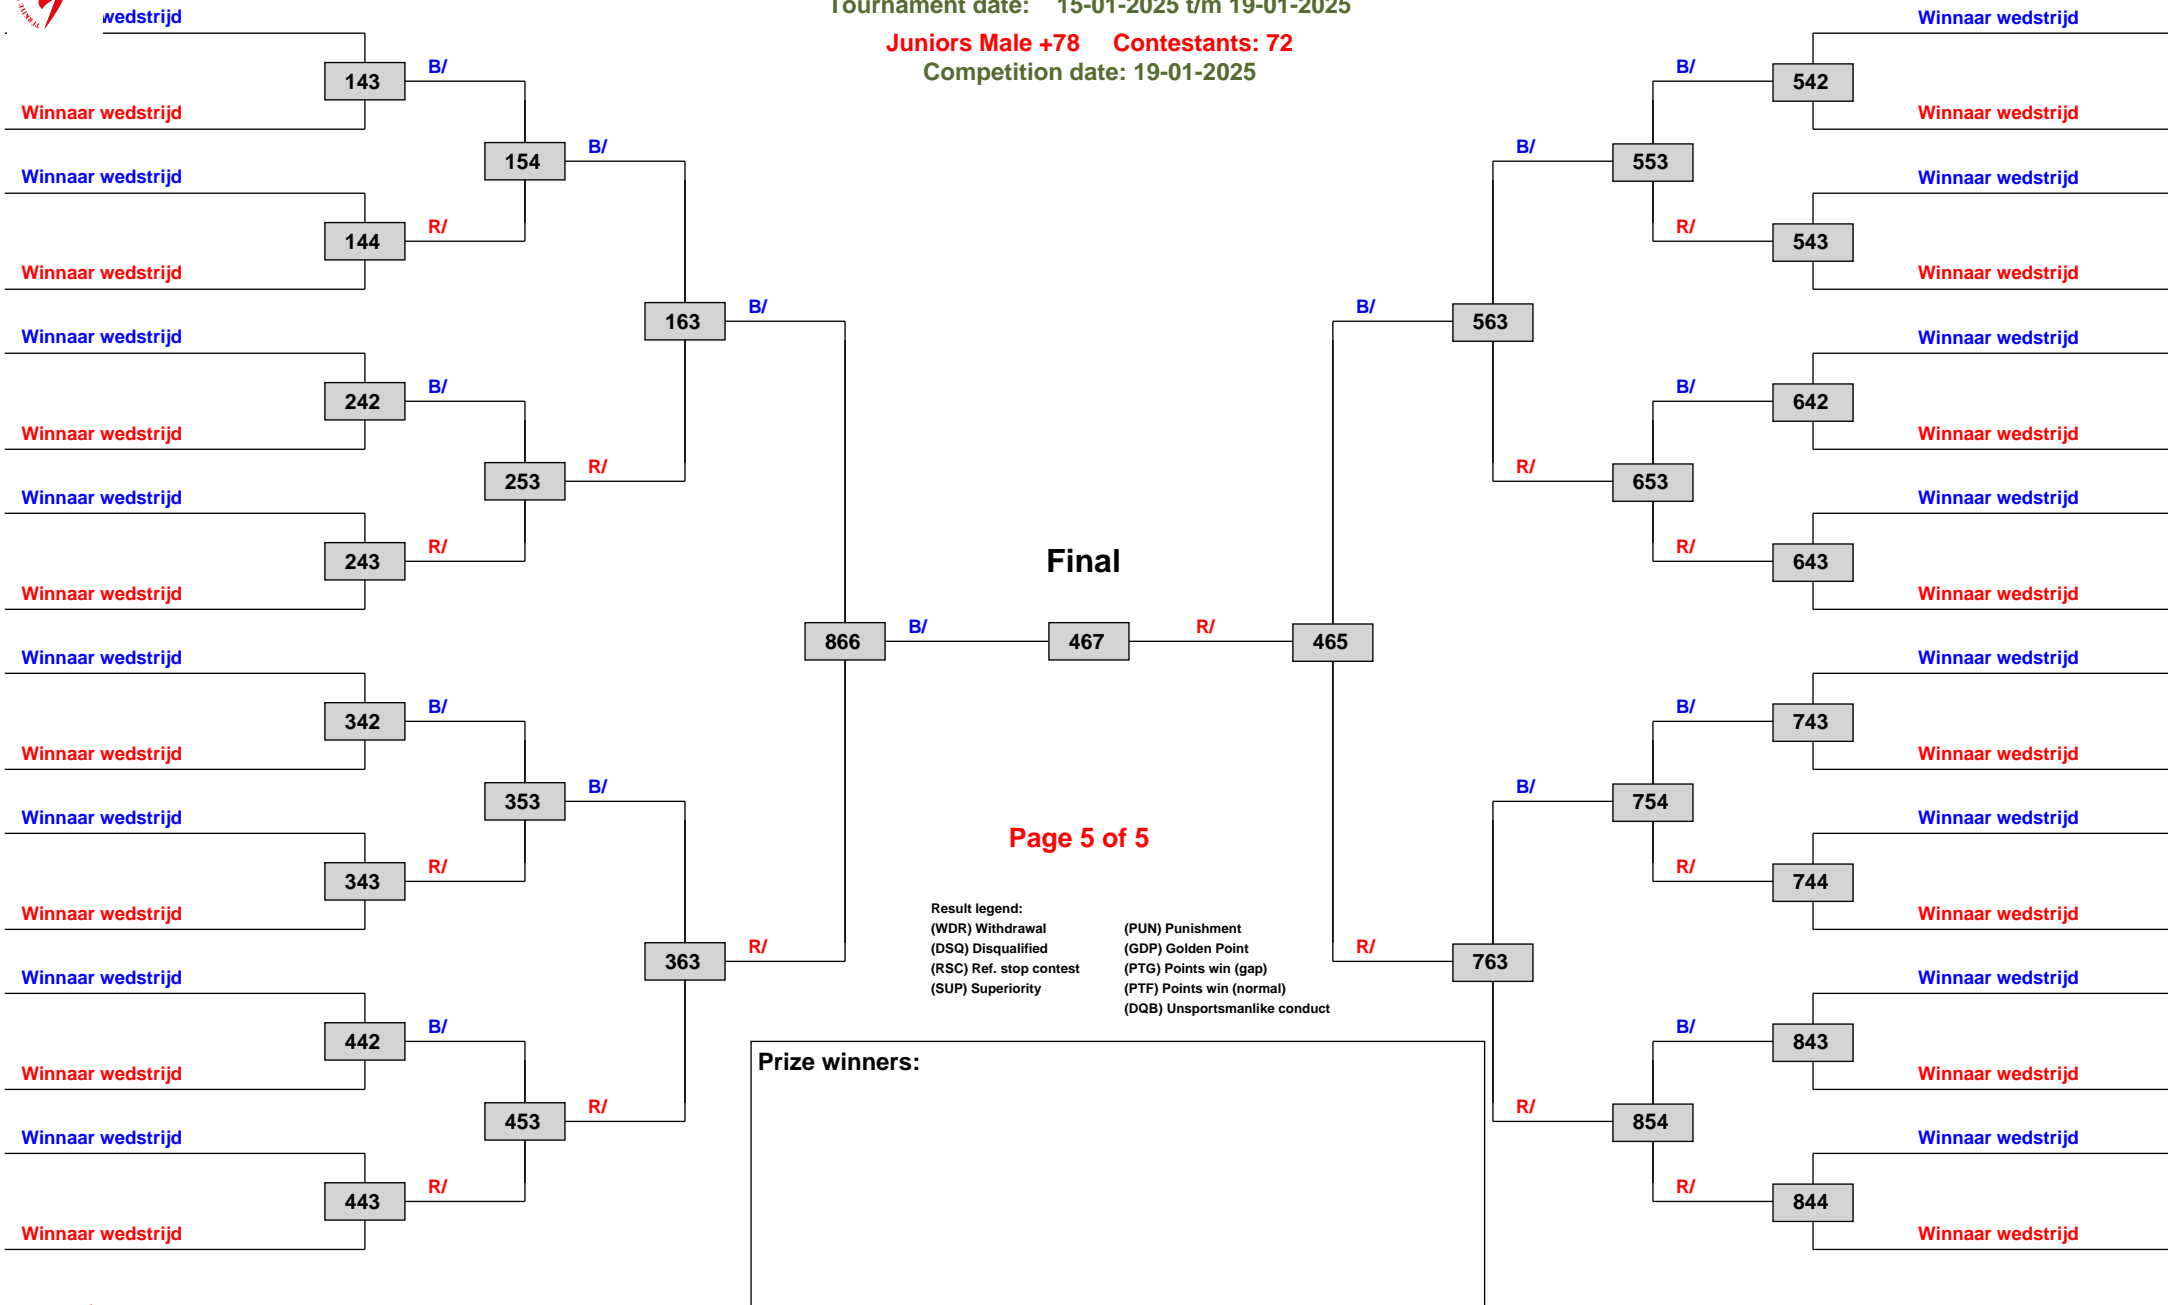 Tournament date: 15-01-2025 t/m 19-01-2025
Juniors Male +78 Contestants: 72
Competition date: 19-01-2025
wedstrijd
B/
143
Winnaar wedstrijd
154
B/
Winnaar wedstrijd
144
R/
Winnaar wedstrijd
163
B/
Winnaar wedstrijd
242
B/
Winnaar wedstrijd
253
R/
Winnaar wedstrijd
243
R/
Winnaar wedstrijd
866
B/
Winnaar wedstrijd
342
B/
Winnaar wedstrijd
353
B/
Winnaar wedstrijd
343
R/
Winnaar wedstrijd
363
R/
Winnaar wedstrijd
442
B/
Winnaar wedstrijd
453
R/
Winnaar wedstrijd
443
R/
Winnaar wedstrijd
Final
467
R/
465
Winnaar wedstrijd
B/
542
Winnaar wedstrijd
B/
553
Winnaar wedstrijd
R/
543
Winnaar wedstrijd
B/
563
Winnaar wedstrijd
B/
642
Winnaar wedstrijd
R/
653
Winnaar wedstrijd
R/
643
Winnaar wedstrijd
Winnaar wedstrijd
B/
743
Winnaar wedstrijd
B/
754
Winnaar wedstrijd
R/
744
Winnaar wedstrijd
R/
763
Winnaar wedstrijd
B/
843
Winnaar wedstrijd
R/
854
Winnaar wedstrijd
R/
844
Winnaar wedstrijd
Page 5 of 5
Result legend:
(WDR) Withdrawal (PUN) Punishment
(DSQ) Disqualified (GDP) Golden Point
(RSC) Ref. stop contest (PTG) Points win (gap)
(SUP) Superiority (PTF) Points win (normal)
(DQB) Unsportsmanlike conduct
Prize winners: